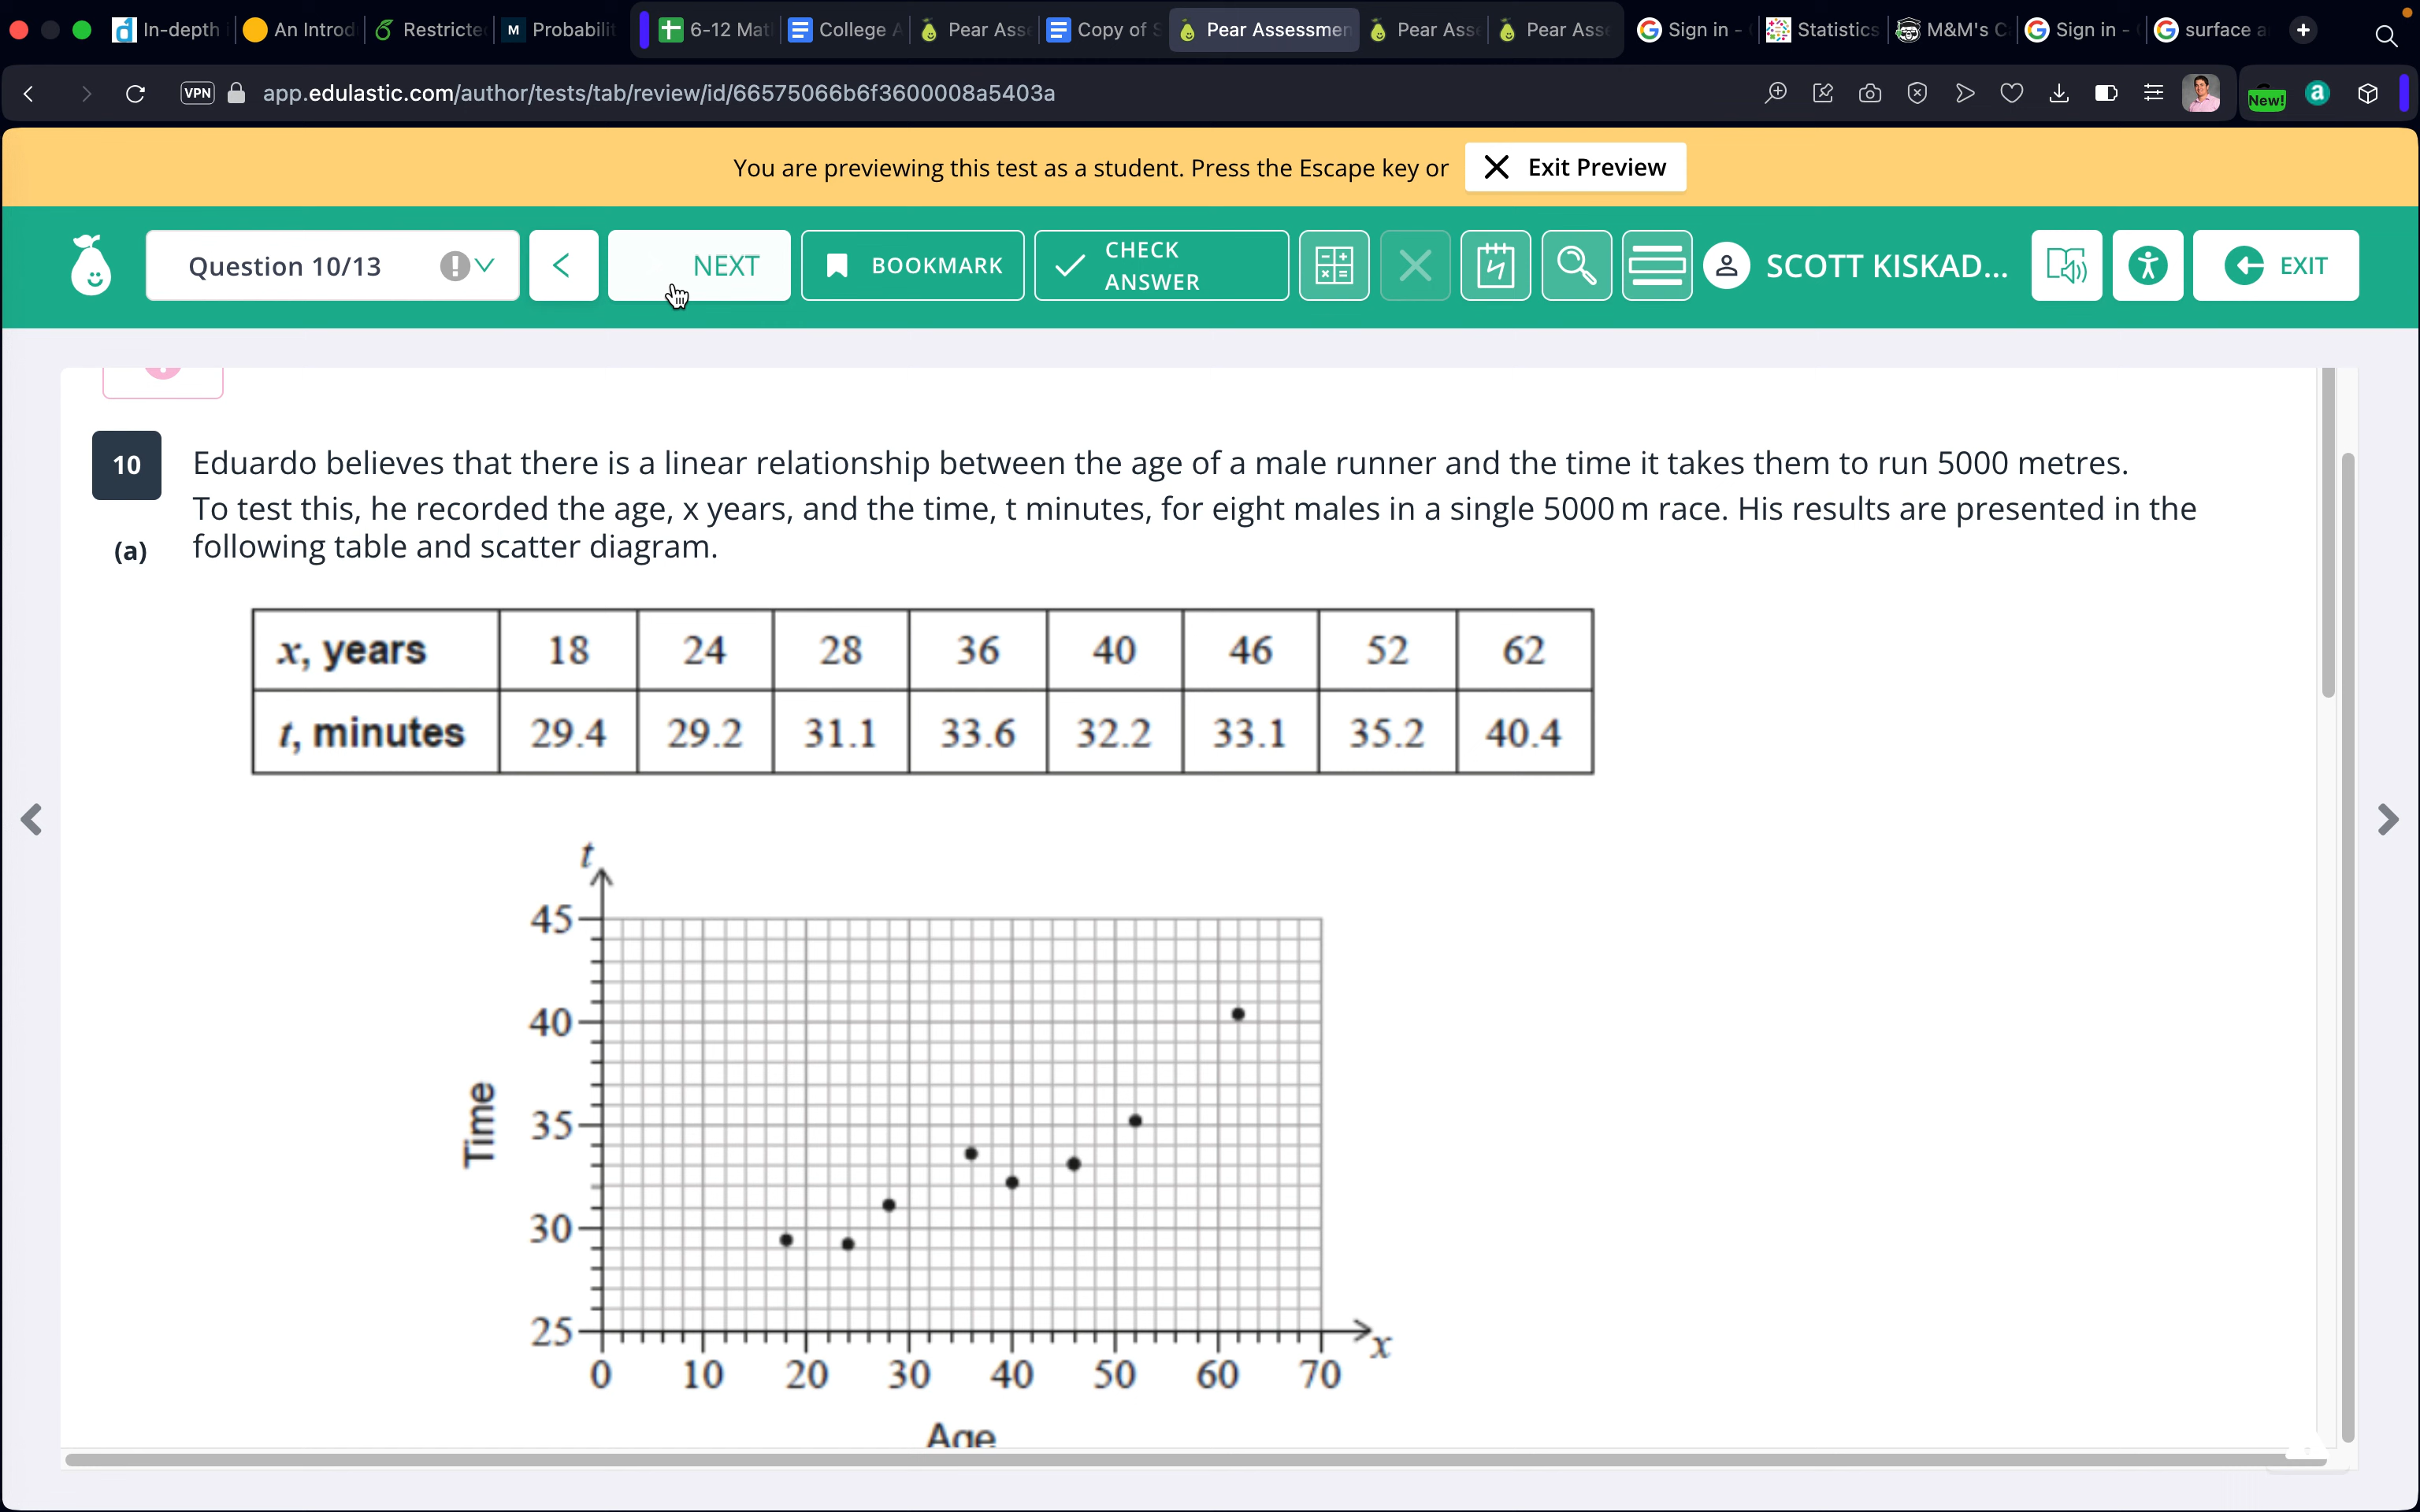 In-depth An Introd Restricte M Probabilit 6-12 Mat College A Pear Ass Copy of S Pear Assessmen Pear Ass Pear Ass Sign in - Statistics M&M's C Sign in - surface a
VPN app.edulastic.com/author/tests/tab/review/id/66575066b6f3600008a5403a New! a
You are previewing this test as a student. Press the Escape key or Exit Preview
Question 10/13 NEXT BOOKMARK CHECK ANSWER SCOTT KISKAD... EXIT
10 Eduardo believes that there is a linear relationship between the age of a male runner and the time it takes them to run 5000 metres.
To test this, he recorded the age, x years, and the time, t minutes, for eight males in a single 5000 m race. His results are presented in the
(a) following table and scatter diagram.
x, years 18 24 28 36 40 46 52 62
t, minutes 29.4 29.2 31.1 33.6 32.2 33.1 35.2 40.4
t
45
40
Time
35
30
25
x
0 10 20 30 40 50 60 70
Age